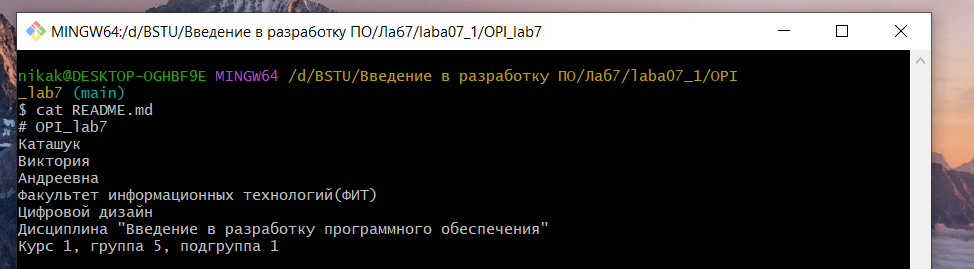 MINGW64:/d/BSTU/Введение в разработку ПО/Лаб7/laba07_1/OPI_lab7
nikak@DESKTOP-OGHBF9E MINGW64 /d/BSTU/Введение в разработку ПО/Лаб7/laba07_1/OPI
_lab7 (main)
$ cat README.md
# OPI_lab7
Каташук
Виктория
Андреевна
Факультет информационных технологий(ФИТ)
Цифровой дизайн
Дисциплина "Введение в разработку программного обеспечения"
Курс 1, группа 5, подгруппа 1